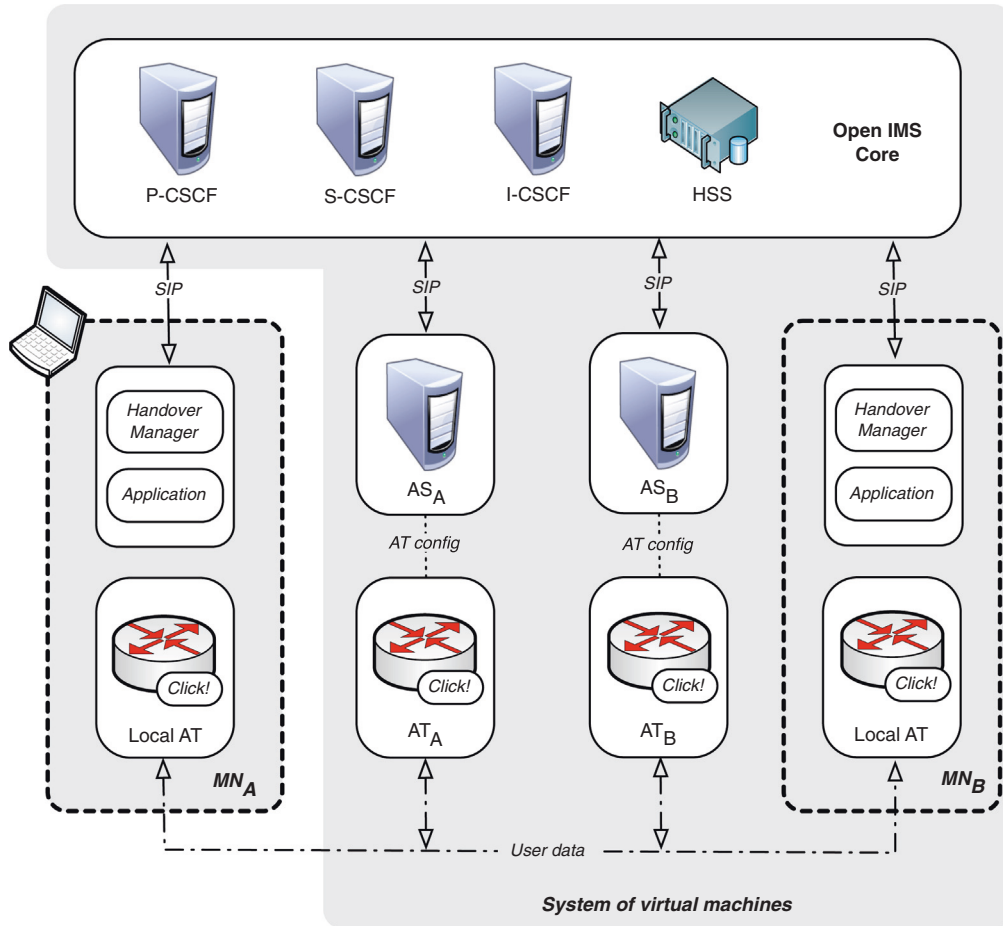 P-CSCF
S-CSCF
I-CSCF
HSS
Open IMS
Core
SIP
SIP
SIP
SIP
Handover
Manager
Application
AS_A
AS_B
Handover
Manager
Application
AT config
AT config
Click!
Local AT
Click!
AT_A
Click!
AT_B
Click!
Local AT
MN_A
MN_B
User data
System of virtual machines